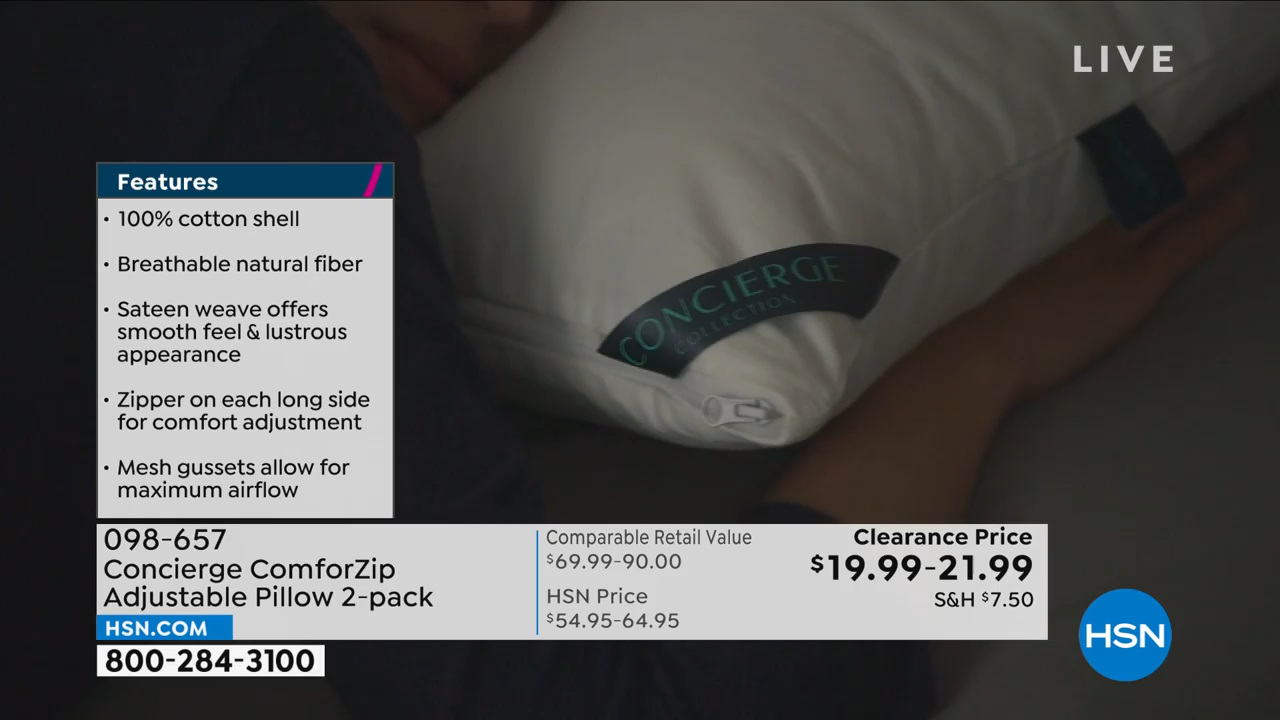 LIVE
Features
• 100% cotton shell
• Breathable natural fiber
• Sateen weave offers
smooth feel & lustrous
appearance
• Zipper on each long side
for comfort adjustment
• Mesh gussets allow for
maximum airflow
CONCIERGE
COLLECTION
098-657
Concierge ComforZip
Adjustable Pillow 2-pack
HSN.COM
800-284-3100
Comparable Retail Value
$69.99-90.00
HSN Price
$54.95-64.95
Clearance Price
$19.99-21.99
S&H $7.50
HSN